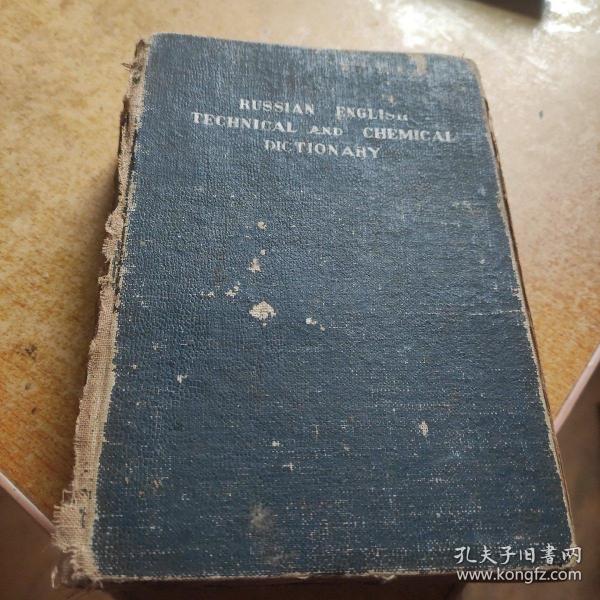 RUSSIAN ENGLISH
TECHNICAL AND CHEMICAL
DICTIONARY
孔夫子旧书网
www.kongfz.com